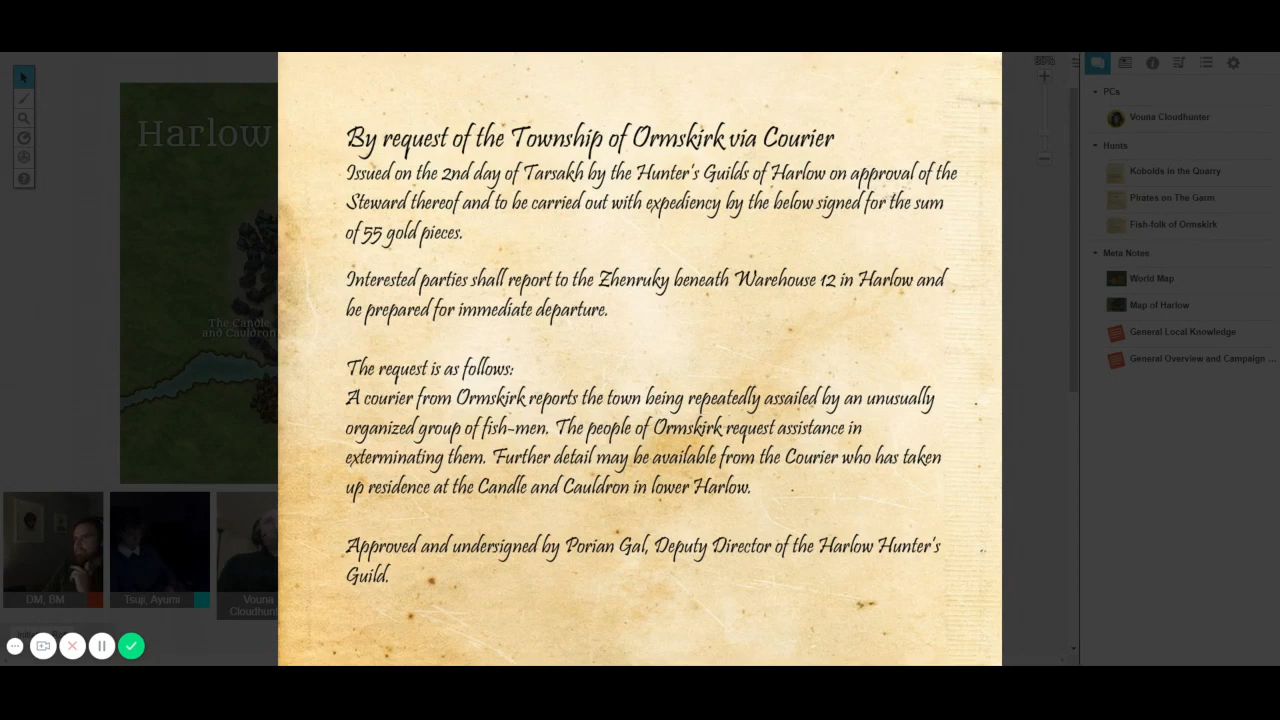 Harlow
The Candle
and Cauldron
By request of the Township of Ormskirk via Courier
Issued on the 2nd day of Tarsakh by the Hunter's Guilds of Harlow on approval of the
Steward thereof and to be carried out with expediency by the below signed for the sum
of 55 gold pieces.
Interested parties shall report to the Zhenruky beneath Warehouse 12 in Harlow and
be prepared for immediate departure.
The request is as follows:
A courier from Ormskirk reports the town being repeatedly assailed by an unusually
organized group of fish-men. The people of Ormskirk request assistance in
exterminating them. Further detail may be available from the Courier who has taken
up residence at the Candle and Cauldron in lower Harlow.
Approved and undersigned by Porian Gal, Deputy Director of the Harlow Hunter's
Guild.
DM, BM
Tsuji, Ayumi
Vouna
Cloudhunt
PCs
Vouna Cloudhunter
Hunts
Kobolds in the Quarry
Pirates on The Garm
Fish-folk of Ormskirk
Meta Notes
World Map
Map of Harlow
General Local Knowledge
General Overview and Campaign ...